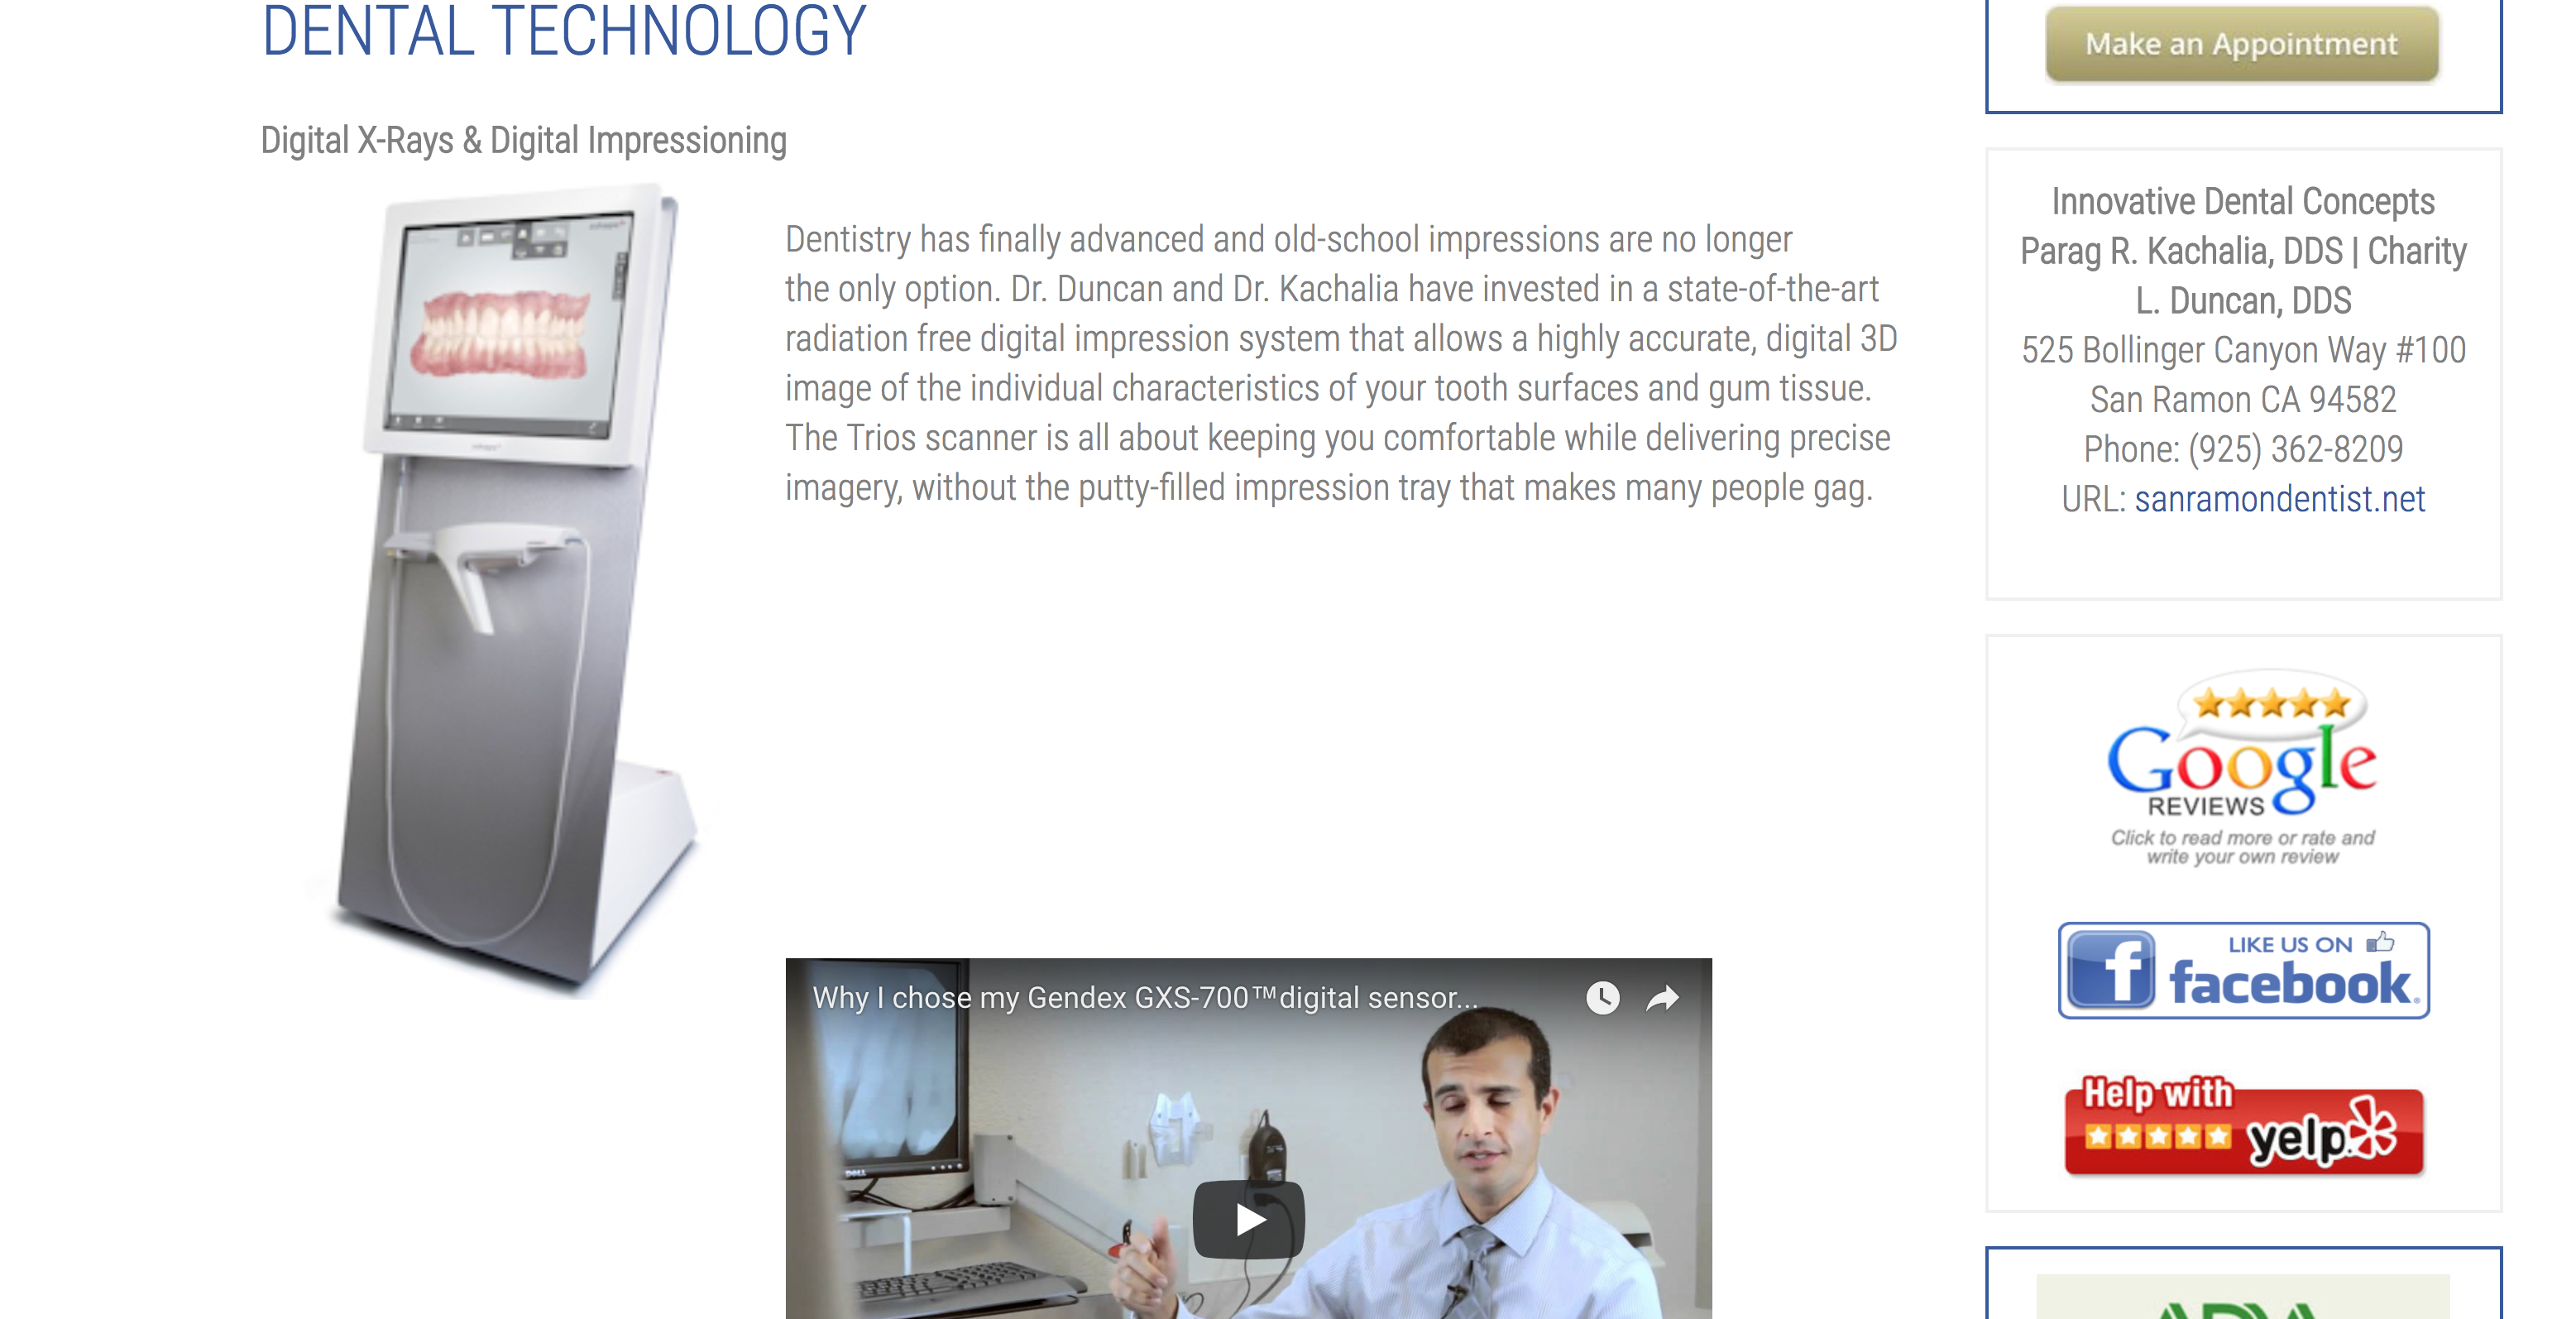 DENTAL TECHNOLOGY
Digital X-Rays & Digital Impressioning
Dentistry has finally advanced and old-school impressions are no longer
the only option. Dr. Duncan and Dr. Kachalia have invested in a state-of-the-art
radiation free digital impression system that allows a highly accurate, digital 3D
image of the individual characteristics of your tooth surfaces and gum tissue.
The Trios scanner is all about keeping you comfortable while delivering precise
imagery, without the putty-filled impression tray that makes many people gag.
Why I chose my Gendex GXS-700™digital sensor...
DELL
Make an Appointment
Innovative Dental Concepts
Parag R. Kachalia, DDS | Charity
L. Duncan, DDS
525 Bollinger Canyon Way #100
San Ramon CA 94582
Phone: (925) 362-8209
URL: sanramondentist.net
Google
REVIEWS
Click to read more or rate and
write your own review
LIKE US ON
f facebook
Help with
yelp